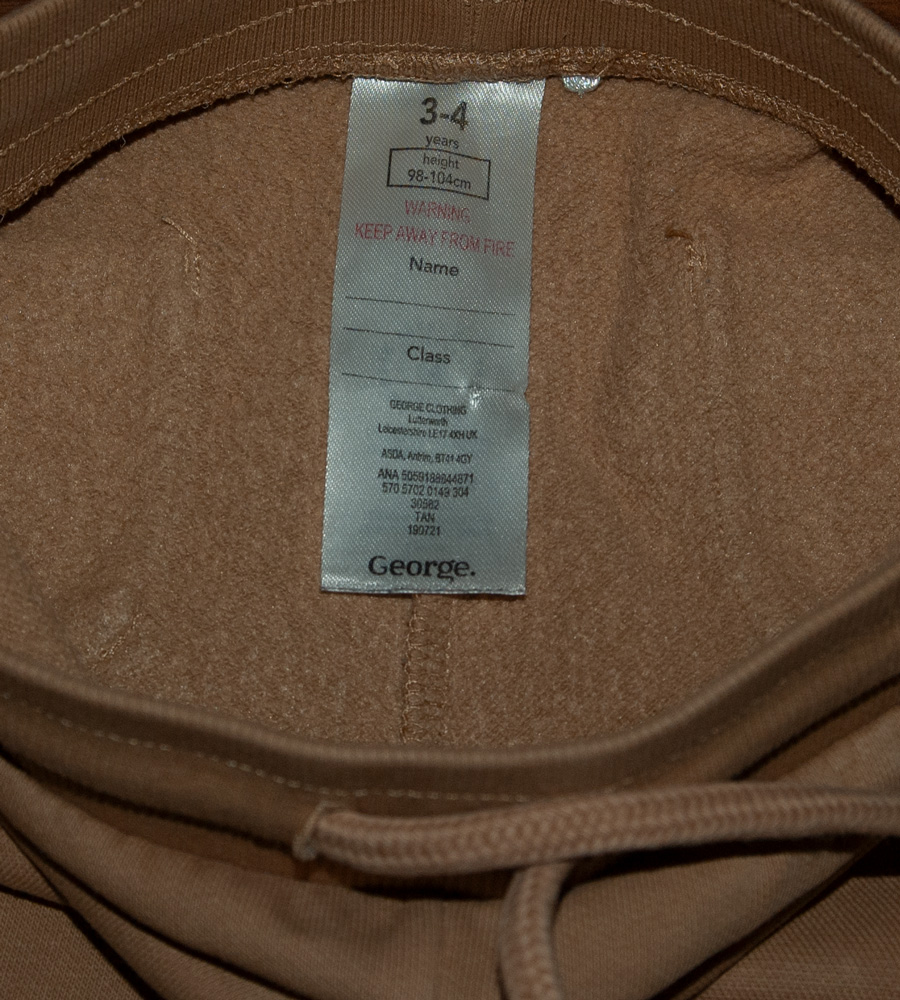 3-4
years
height
98-104cm
WARNING
KEEP AWAY FROM FIRE
Name
Class
GEORGE CLOTHING
Lutterworth
Leicestershire LE17 4XH UK
ASDA, Antrim, BT41 4GY
ANA 5059188644871
570 5702 0149 304
30582
TAN
190721
George.